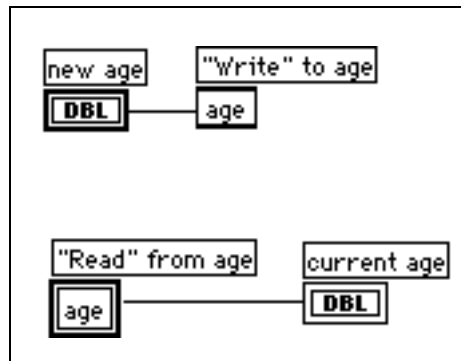 new age
"Write" to age
DBL
age
"Read" from age
current age
age
DBL